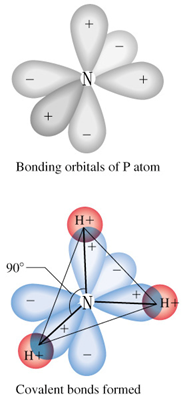 +
−
− N +
+
−
Bonding orbitals of P atom
H+
+
90°
−
− N + H+
+
H+
−
Covalent bonds formed